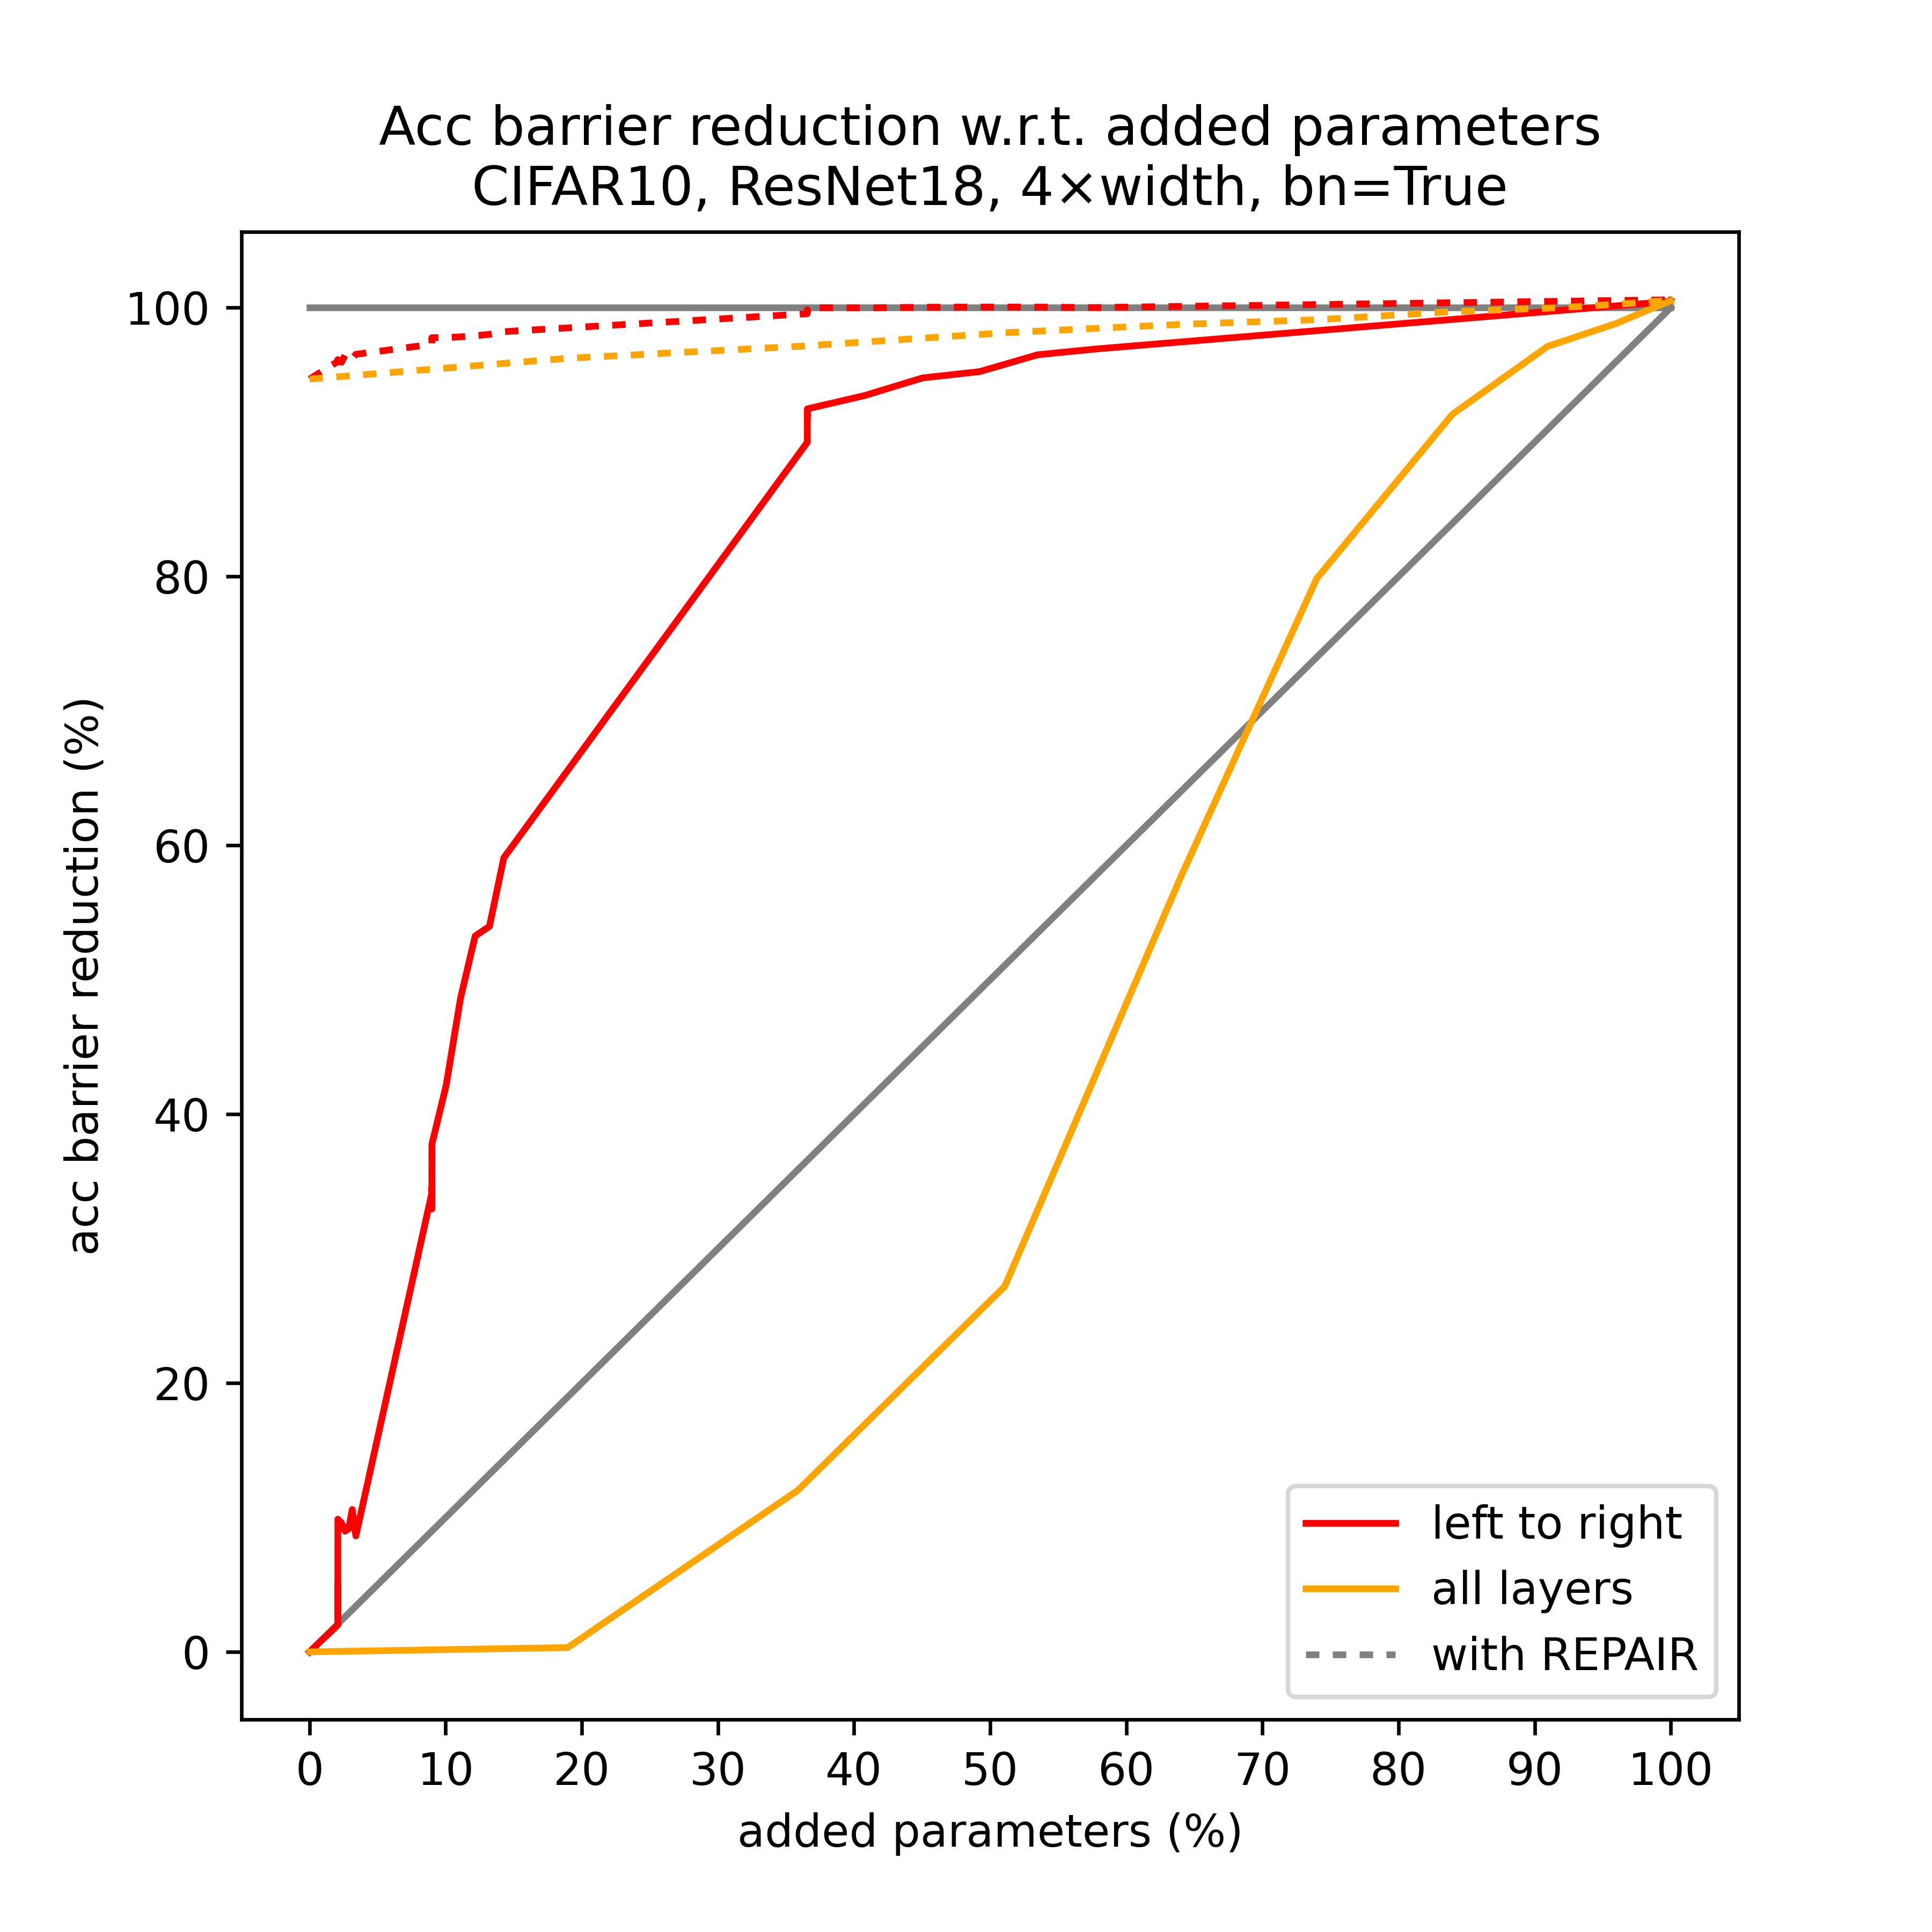 Acc barrier reduction w.r.t. added parameters
CIFAR10, ResNet18, 4×width, bn=True
acc barrier reduction (%)
100
80
60
40
20
0
left to right
all layers
with REPAIR
0 10 20 30 40 50 60 70 80 90 100
added parameters (%)